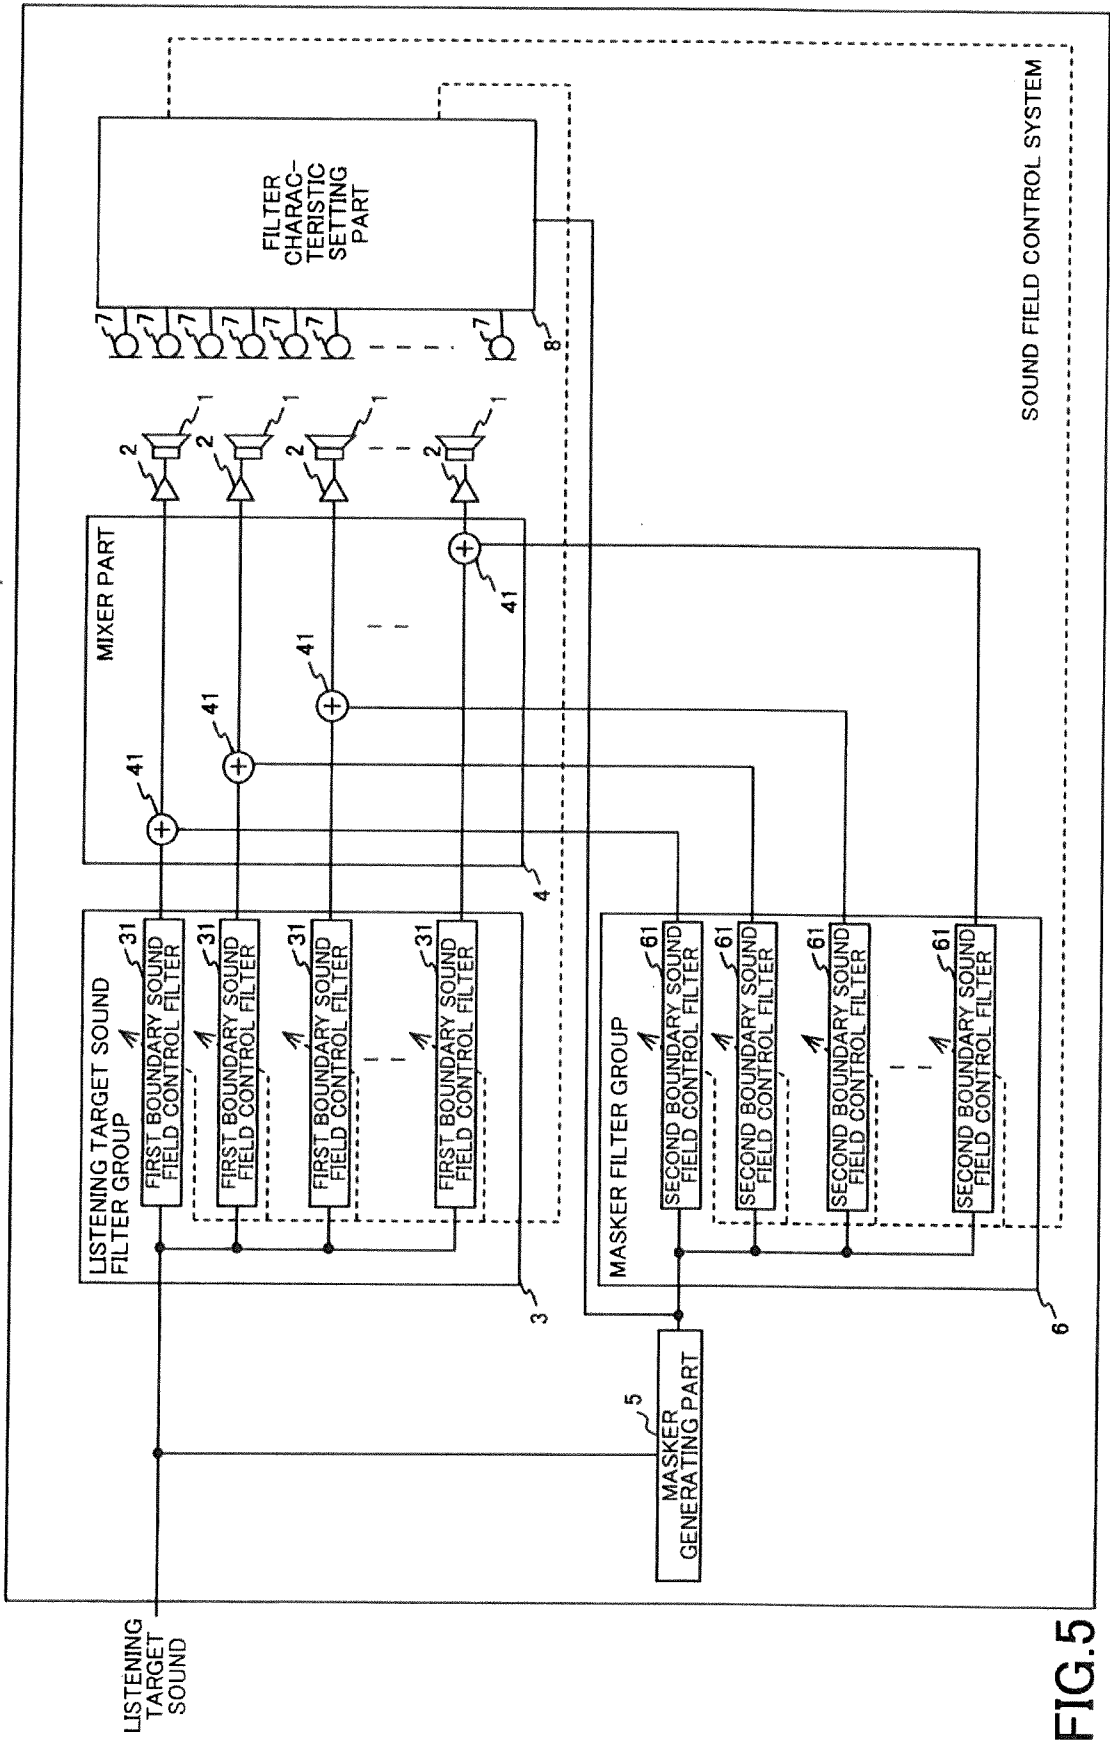 LISTENING
TARGET
SOUND
LISTENING TARGET SOUND
FILTER GROUP
3
FIRST BOUNDARY SOUND
FIELD CONTROL FILTER
31
FIRST BOUNDARY SOUND
FIELD CONTROL FILTER
31
FIRST BOUNDARY SOUND
FIELD CONTROL FILTER
31
FIRST BOUNDARY SOUND
FIELD CONTROL FILTER
31
MIXER PART
4
41
41
41
41
2
2
2
2
1
1
1
1
7
7
7
7
7
7
7
FILTER
CHARAC-
TERISTIC
SETTING
PART
8
MASKER
GENERATING PART
5
MASKER FILTER GROUP
6
SECOND BOUNDARY SOUND
FIELD CONTROL FILTER
61
SECOND BOUNDARY SOUND
FIELD CONTROL FILTER
61
SECOND BOUNDARY SOUND
FIELD CONTROL FILTER
61
SECOND BOUNDARY SOUND
FIELD CONTROL FILTER
61
SOUND FIELD CONTROL SYSTEM
FIG.5